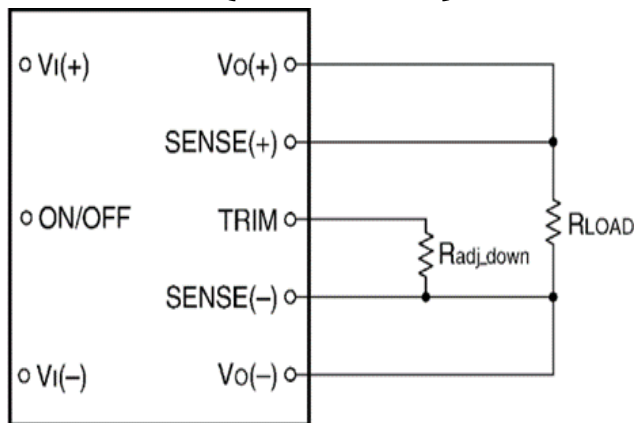 VI(+)
VO(+)
SENSE(+)
ON/OFF
TRIM
RLOAD
Radj_down
SENSE(–)
VI(–)
VO(–)